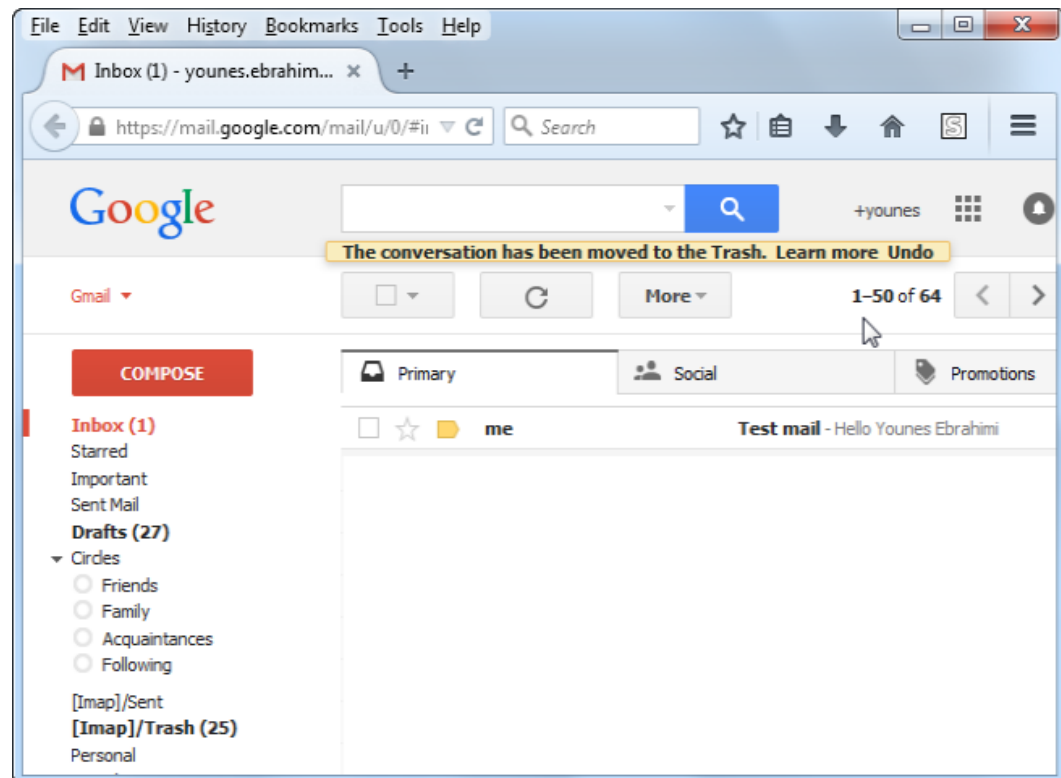 File Edit View History Bookmarks Tools Help
Inbox (1) - younes.ebrahim...
https://mail.google.com/mail/u/0/#i
Search
S
Google
+younes
The conversation has been moved to the Trash. Learn more Undo
Gmail
More
1–50 of 64
COMPOSE
Primary
Social
Promotions
Inbox (1)
me
Test mail - Hello Younes Ebrahimi
Starred
Important
Sent Mail
Drafts (27)
Circles
Friends
Family
Acquaintances
Following
[Imap]/Sent
[Imap]/Trash (25)
Personal